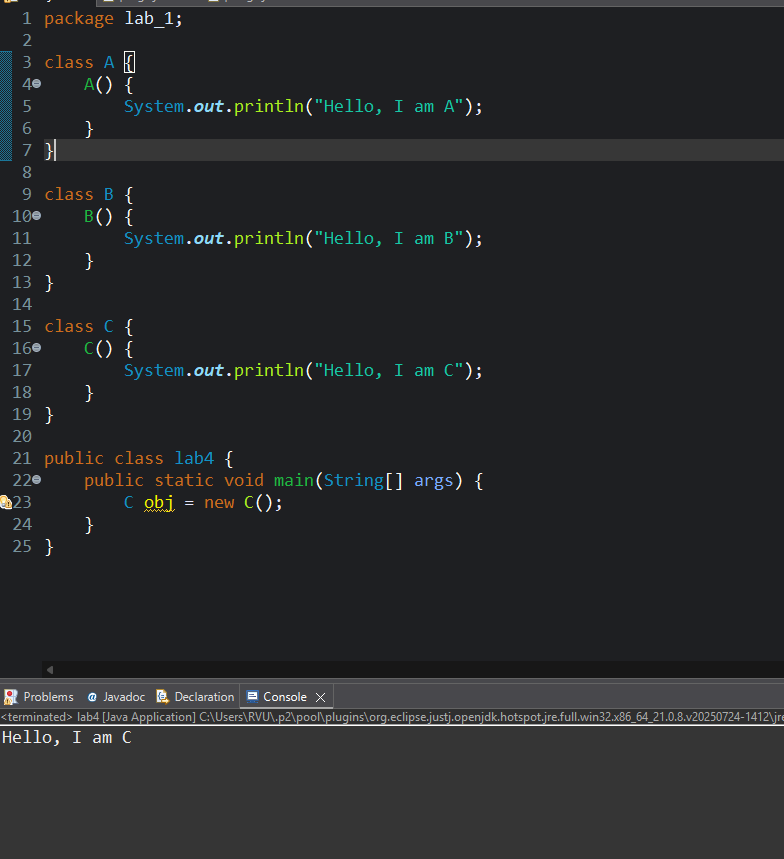 1 package lab_1;
2
3 class A {
4     A() {
5         System.out.println("Hello, I am A");
6     }
7 }
8
9 class B {
10     B() {
11         System.out.println("Hello, I am B");
12     }
13 }
14
15 class C {
16     C() {
17         System.out.println("Hello, I am C");
18     }
19 }
20
21 public class lab4 {
22     public static void main(String[] args) {
23         C obj = new C();
24     }
25 }
Problems Javadoc Declaration Console
<terminated> lab4 [Java Application] C:\Users\RVU\.p2\pool\plugins\org.eclipse.justj.openjdk.hotspot.jre.full.win32.x86_64_21.0.8.v20250724-1412\jre
Hello, I am C